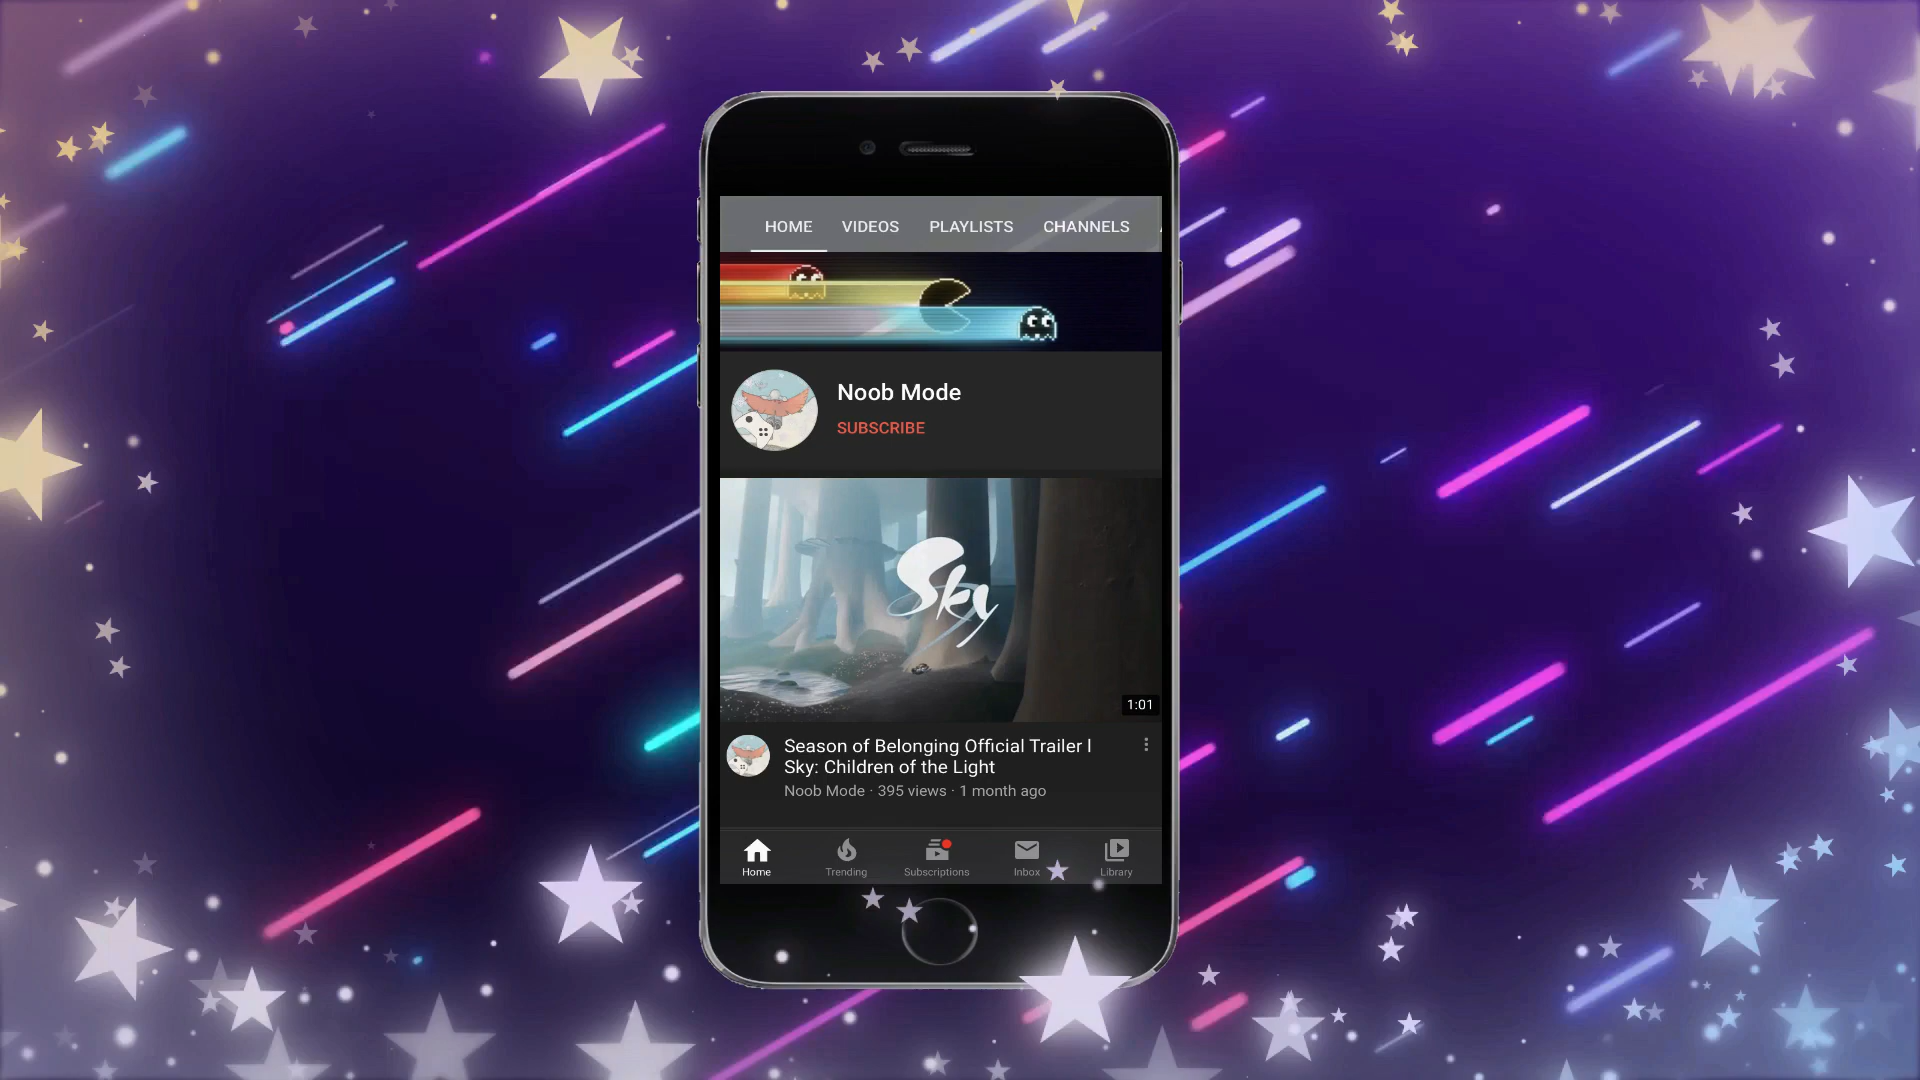 HOME VIDEOS PLAYLISTS CHANNELS
Noob Mode
SUBSCRIBE
Sky
1:01
Season of Belonging Official Trailer l
Sky: Children of the Light
Noob Mode · 395 views · 1 month ago
Home Trending Subscriptions Inbox Library